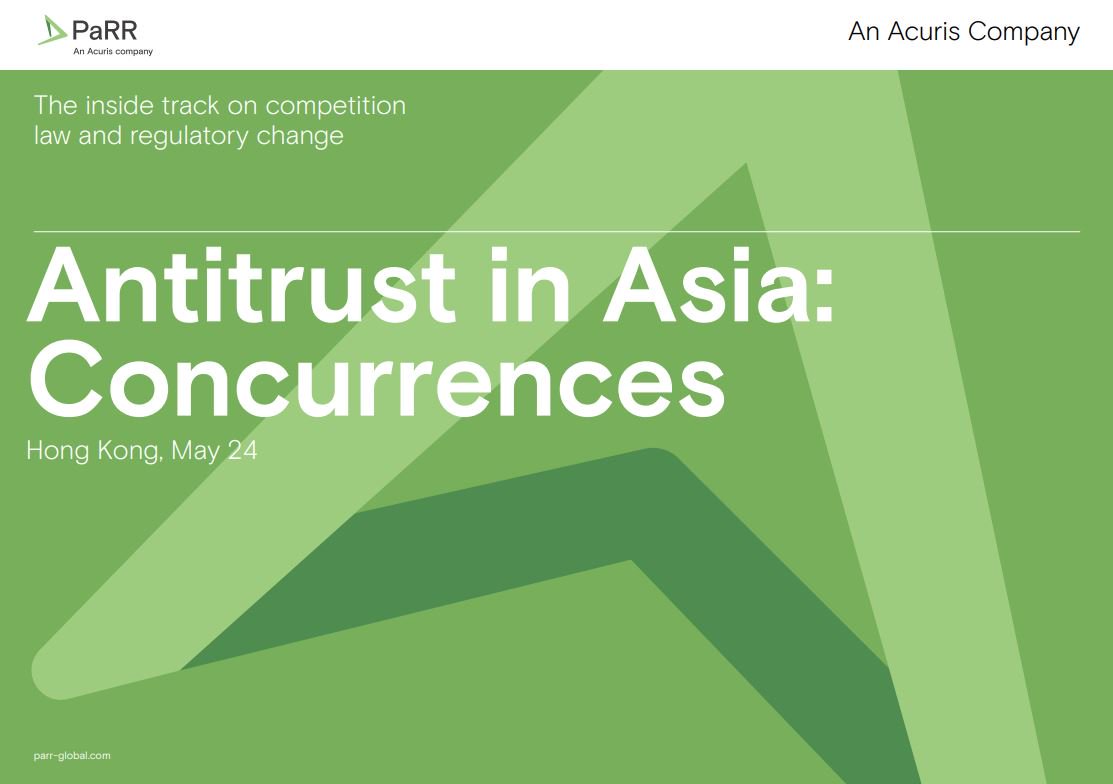 PaRR
An Acuris company
An Acuris Company
The inside track on competition
law and regulatory change
Antitrust in Asia:
Concurrences
Hong Kong, May 24
parr-global.com